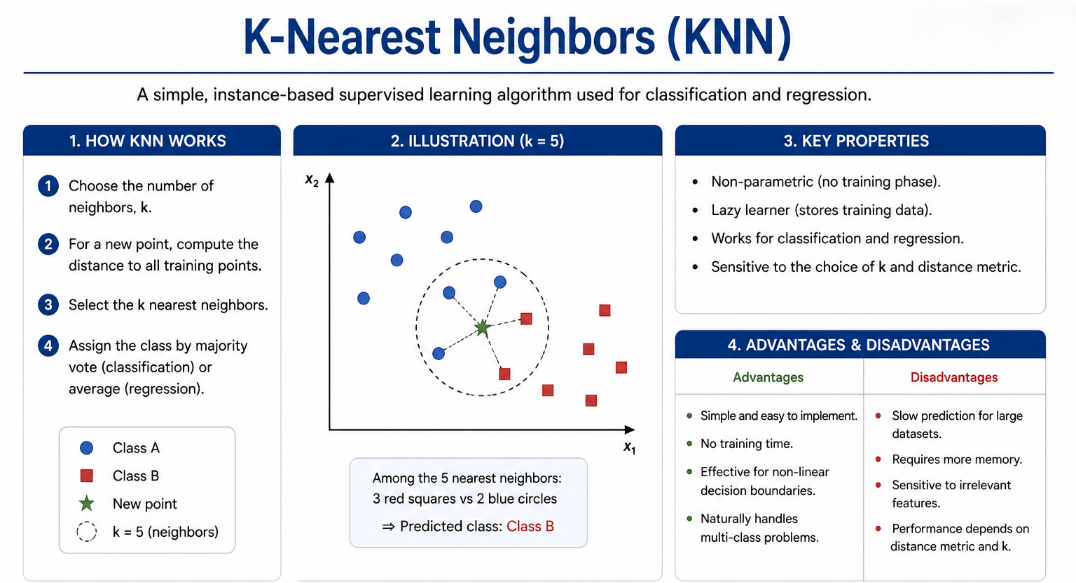 K-Nearest Neighbors (KNN)
A simple, instance-based supervised learning algorithm used for classification and regression.
1. HOW KNN WORKS
1 Choose the number of
neighbors, k.
2 For a new point, compute the
distance to all training points.
3 Select the k nearest neighbors.
4 Assign the class by majority
vote (classification) or
average (regression).
Class A
Class B
New point
k = 5 (neighbors)
2. ILLUSTRATION (k = 5)
x₂
x₁
Among the 5 nearest neighbors:
3 red squares vs 2 blue circles
⇒ Predicted class: Class B
3. KEY PROPERTIES
• Non-parametric (no training phase).
• Lazy learner (stores training data).
• Works for classification and regression.
• Sensitive to the choice of k and distance metric.
4. ADVANTAGES & DISADVANTAGES
Advantages
• Simple and easy to implement.
• No training time.
• Effective for non-linear
decision boundaries.
• Naturally handles
multi-class problems.
Disadvantages
• Slow prediction for large
datasets.
• Requires more memory.
• Sensitive to irrelevant
features.
• Performance depends on
distance metric and k.